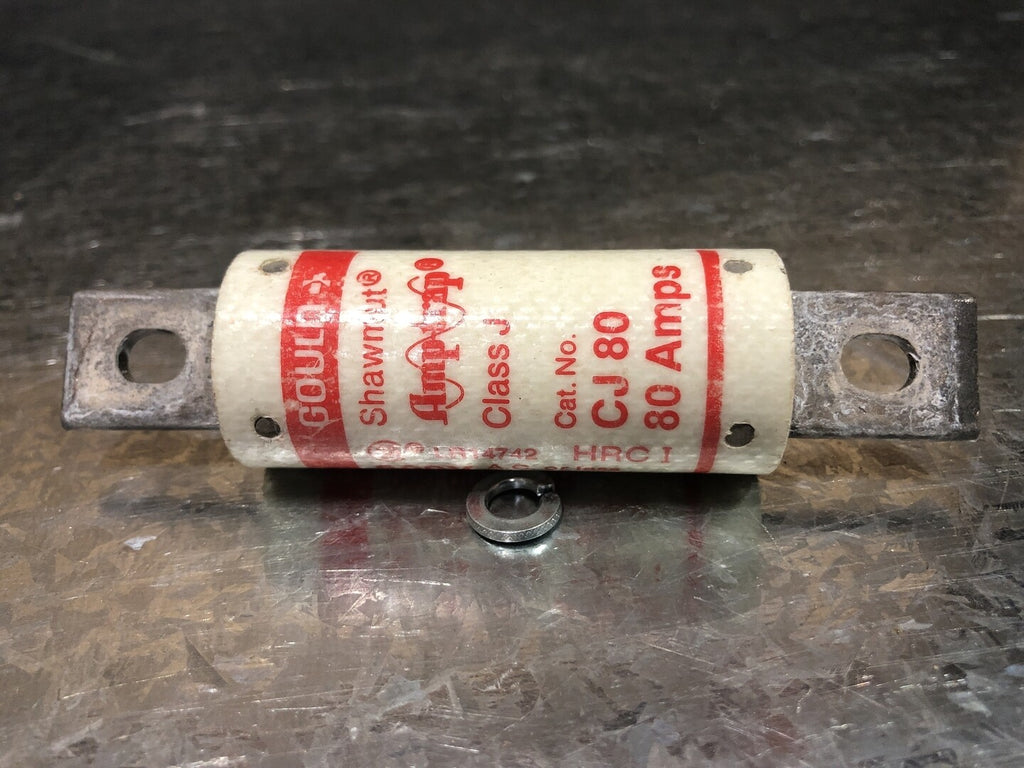 GOULD
Shawmut®
Amp-trap®
Class J
Cat. No.
CJ 80
80 Amps
HRC I